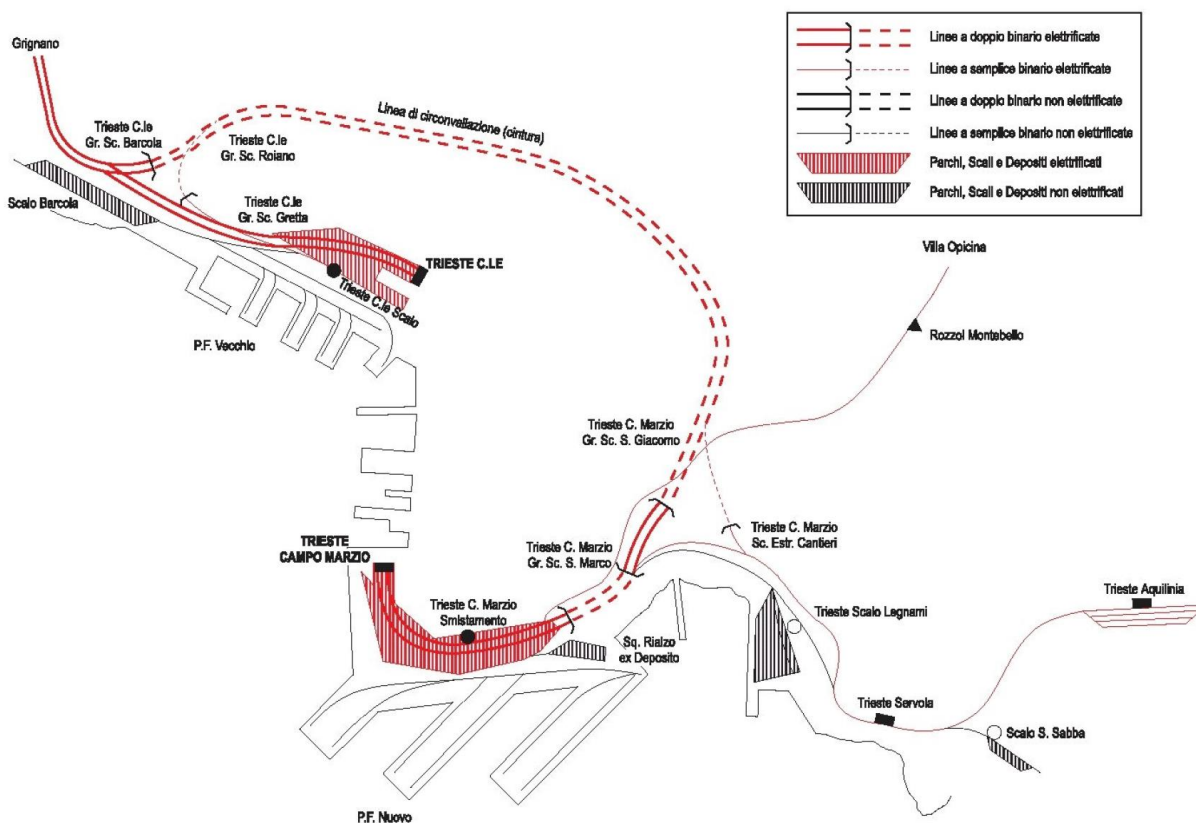 Grignano
Trieste C.le
Gr. Sc. Barcola
Trieste C.le
Gr. Sc. Roiano
Linea di circonvallazione (cintura)
Scalo Barcola
Trieste C.le
Gr. Sc. Gretta
TRIESTE C.LE
Trieste C.le Scalo
P.F. Vecchio
Linee a doppio binario elettrificate
Linee a semplice binario elettrificate
Linee a doppio binario non elettrificate
Linee a semplice binario non elettrificate
Parchi, Scali e Depositi elettrificati
Parchi, Scali e Depositi non elettrificati
Villa Opicina
Rozzol Montebello
Trieste C. Marzio
Gr. Sc. S. Giacomo
Trieste C. Marzio
Sc. Estr. Cantieri
Trieste C. Marzio
Gr. Sc. S. Marco
TRIESTE
CAMPO MARZIO
Trieste C. Marzio
Smistamento
Sq. Rialzo
ex Deposito
Trieste Scalo Legnami
Trieste Aquilinia
Trieste Servola
Scalo S. Sabba
P.F. Nuovo